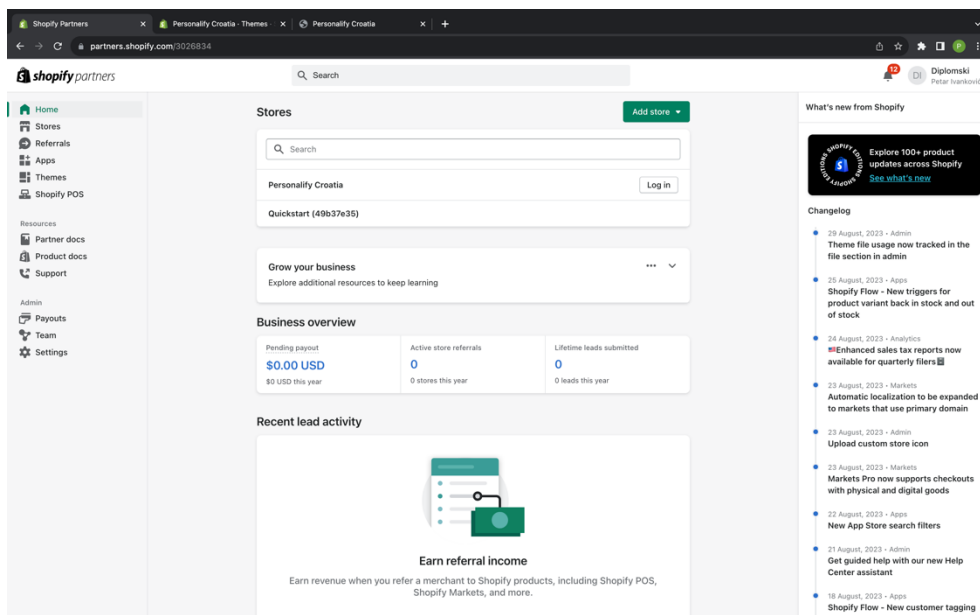 Shopify Partners
Personalify Croatia · Themes ·
Personalify Croatia
partners.shopify.com/3026834
P
shopify partners
Search
12
DI
Diplomski
Petar Ivanković
Home
Stores
Referrals
Apps
Themes
Shopify POS
Resources
Partner docs
Product docs
Support
Admin
Payouts
Team
Settings
Stores
Add store
Search
Personalify Croatia
Log in
Quickstart (49b37e35)
Grow your business
Explore additional resources to keep learning
Business overview
Pending payout
$0.00 USD
$0 USD this year
Active store referrals
0
0 stores this year
Lifetime leads submitted
0
0 leads this year
Recent lead activity
Earn referral income
Earn revenue when you refer a merchant to Shopify products, including Shopify POS,
Shopify Markets, and more.
What's new from Shopify
SHOPIFY EDITIONS
SHOPIFY EDITIONS
Explore 100+ product
updates across Shopify
See what's new
Changelog
29 August, 2023 • Admin
Theme file usage now tracked in the
file section in admin
25 August, 2023 • Apps
Shopify Flow - New triggers for
product variant back in stock and out
of stock
24 August, 2023 • Analytics
🇺🇸Enhanced sales tax reports now
available for quarterly filers
23 August, 2023 • Markets
Automatic localization to be expanded
to markets that use primary domain
23 August, 2023 • Admin
Upload custom store icon
23 August, 2023 • Markets
Markets Pro now supports checkouts
with physical and digital goods
22 August, 2023 • Apps
New App Store search filters
21 August, 2023 • Admin
Get guided help with our new Help
Center assistant
18 August, 2023 • Apps
Shopify Flow - New customer tagging